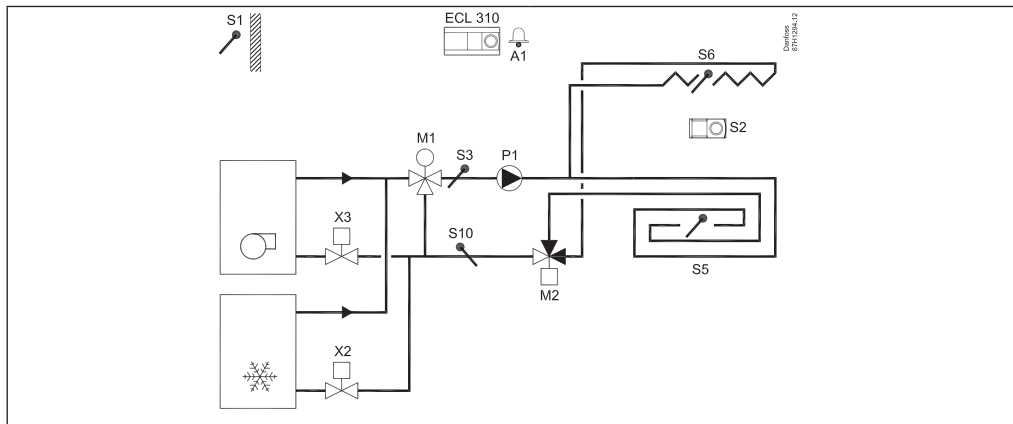 S1
ECL 310
A1
Danfoss
87H1294.12
S6
S2
M1
S3
P1
X3
S10
M2
S5
X2